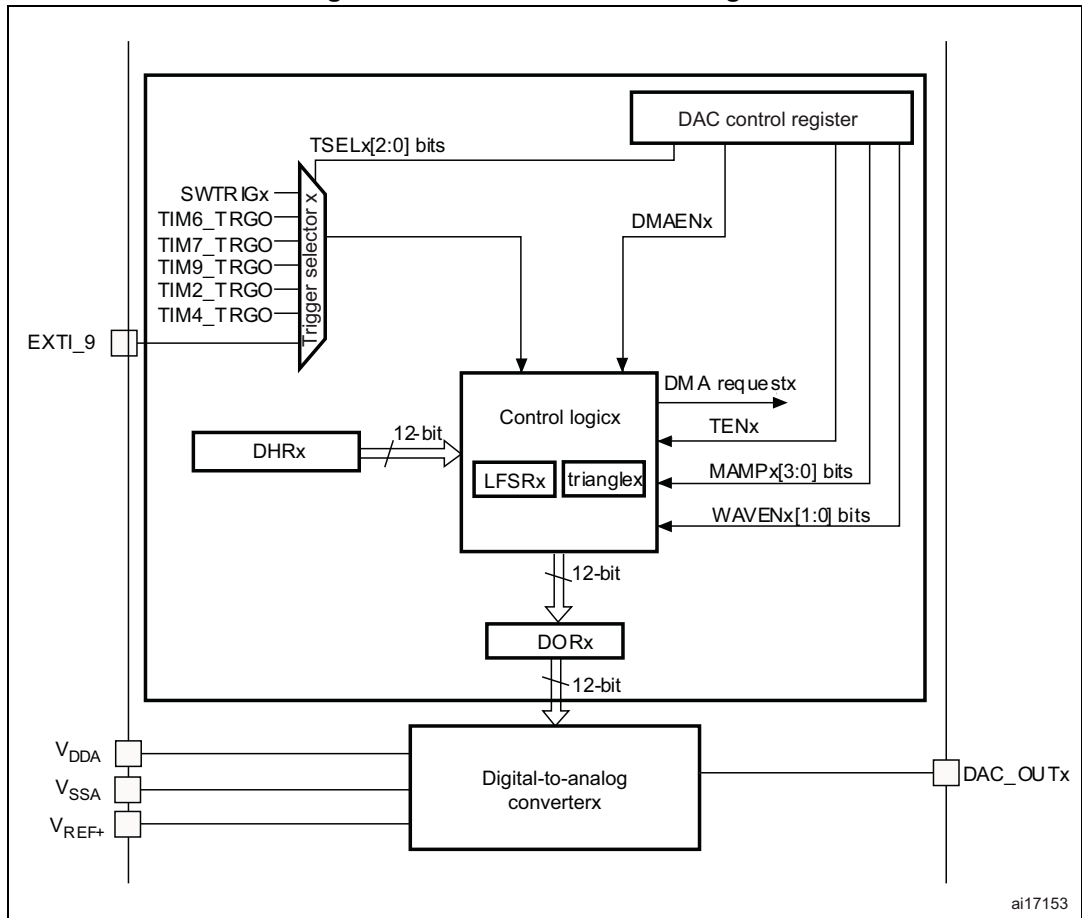 DAC control register
TSELx[2:0] bits
SWTRIGx
TIM6_TRGO
TIM7_TRGO
TIM9_TRGO
TIM2_TRGO
TIM4_TRGO
Trigger selector x
DMAENx
EXTI_9
DMA requestx
Control logicx
TENx
12-bit
DHRx
LFSRx
trianglex
MAMPx[3:0] bits
WAVENx[1:0] bits
12-bit
DORx
12-bit
VDDA
VSSA
VREF+
Digital-to-analog
converterx
DAC_OUTx
ai17153